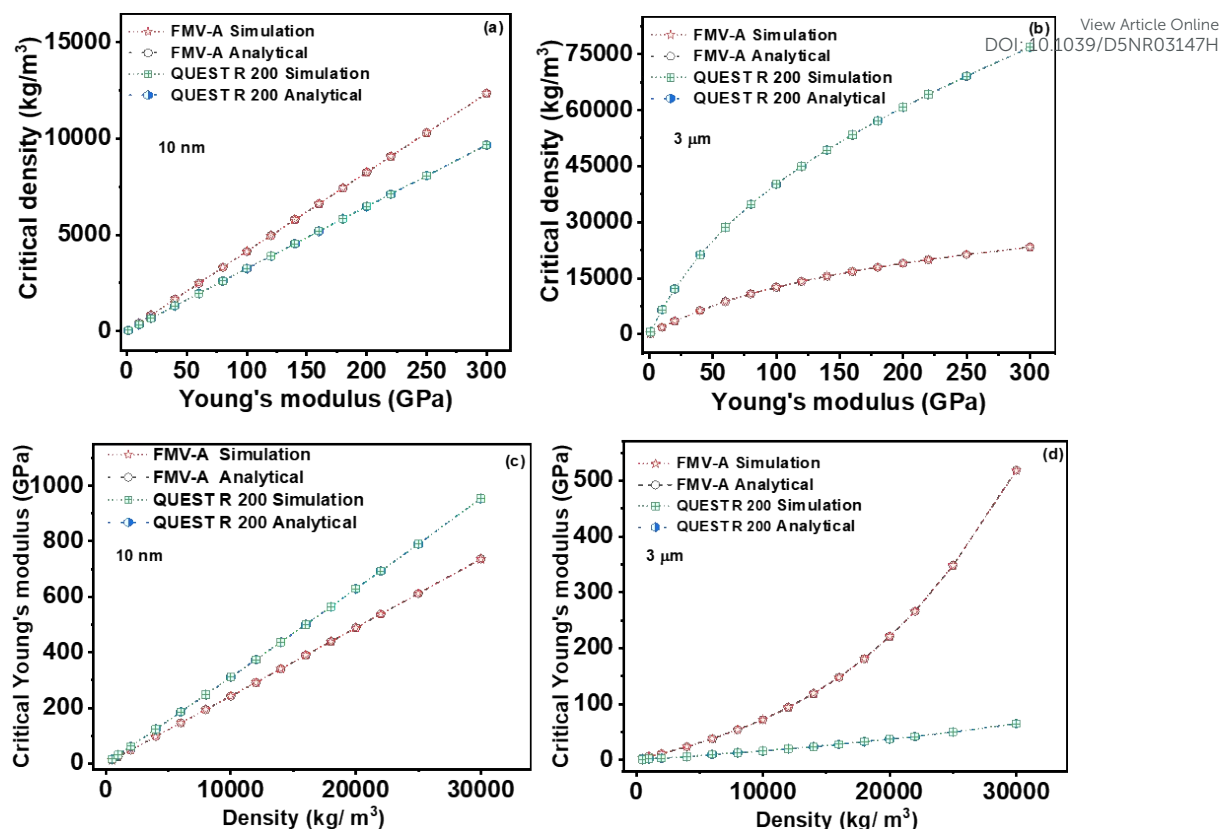 View Article Online
DOI: 10.1039/D5NR03147H
(a)
FMV-A Simulation
FMV-A Analytical
QUEST R 200 Simulation
QUEST R 200 Analytical
10 nm
Critical density (kg/m³)
15000
10000
5000
0
0 50 100 150 200 250 300
Young's modulus (GPa)
(b)
FMV-A Simulation
FMV-A Analytical
QUEST R 200 Simulation
QUEST R 200 Analytical
3 μm
Critical density (kg/m³)
75000
60000
45000
30000
15000
0
0 50 100 150 200 250 300
Young's modulus (GPa)
(c)
FMV-A Simulation
FMV-A Analytical
QUEST R 200 Simulation
QUEST R 200 Analytical
10 nm
Critical Young's modulus (GPa)
1000
800
600
400
200
0
0 10000 20000 30000
Density (kg/ m³)
(d)
FMV-A Simulation
FMV-A Analytical
QUEST R 200 Simulation
QUEST R 200 Analytical
3 μm
Critical Young's modulus (GPa)
500
400
300
200
100
0
0 10000 20000 30000
Density (kg/ m³)